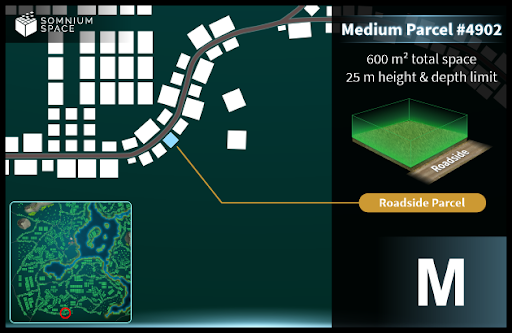 SOMNIUM
SPACE
Medium Parcel #4902
600 m² total space
25 m height & depth limit
Roadside
Roadside Parcel
M